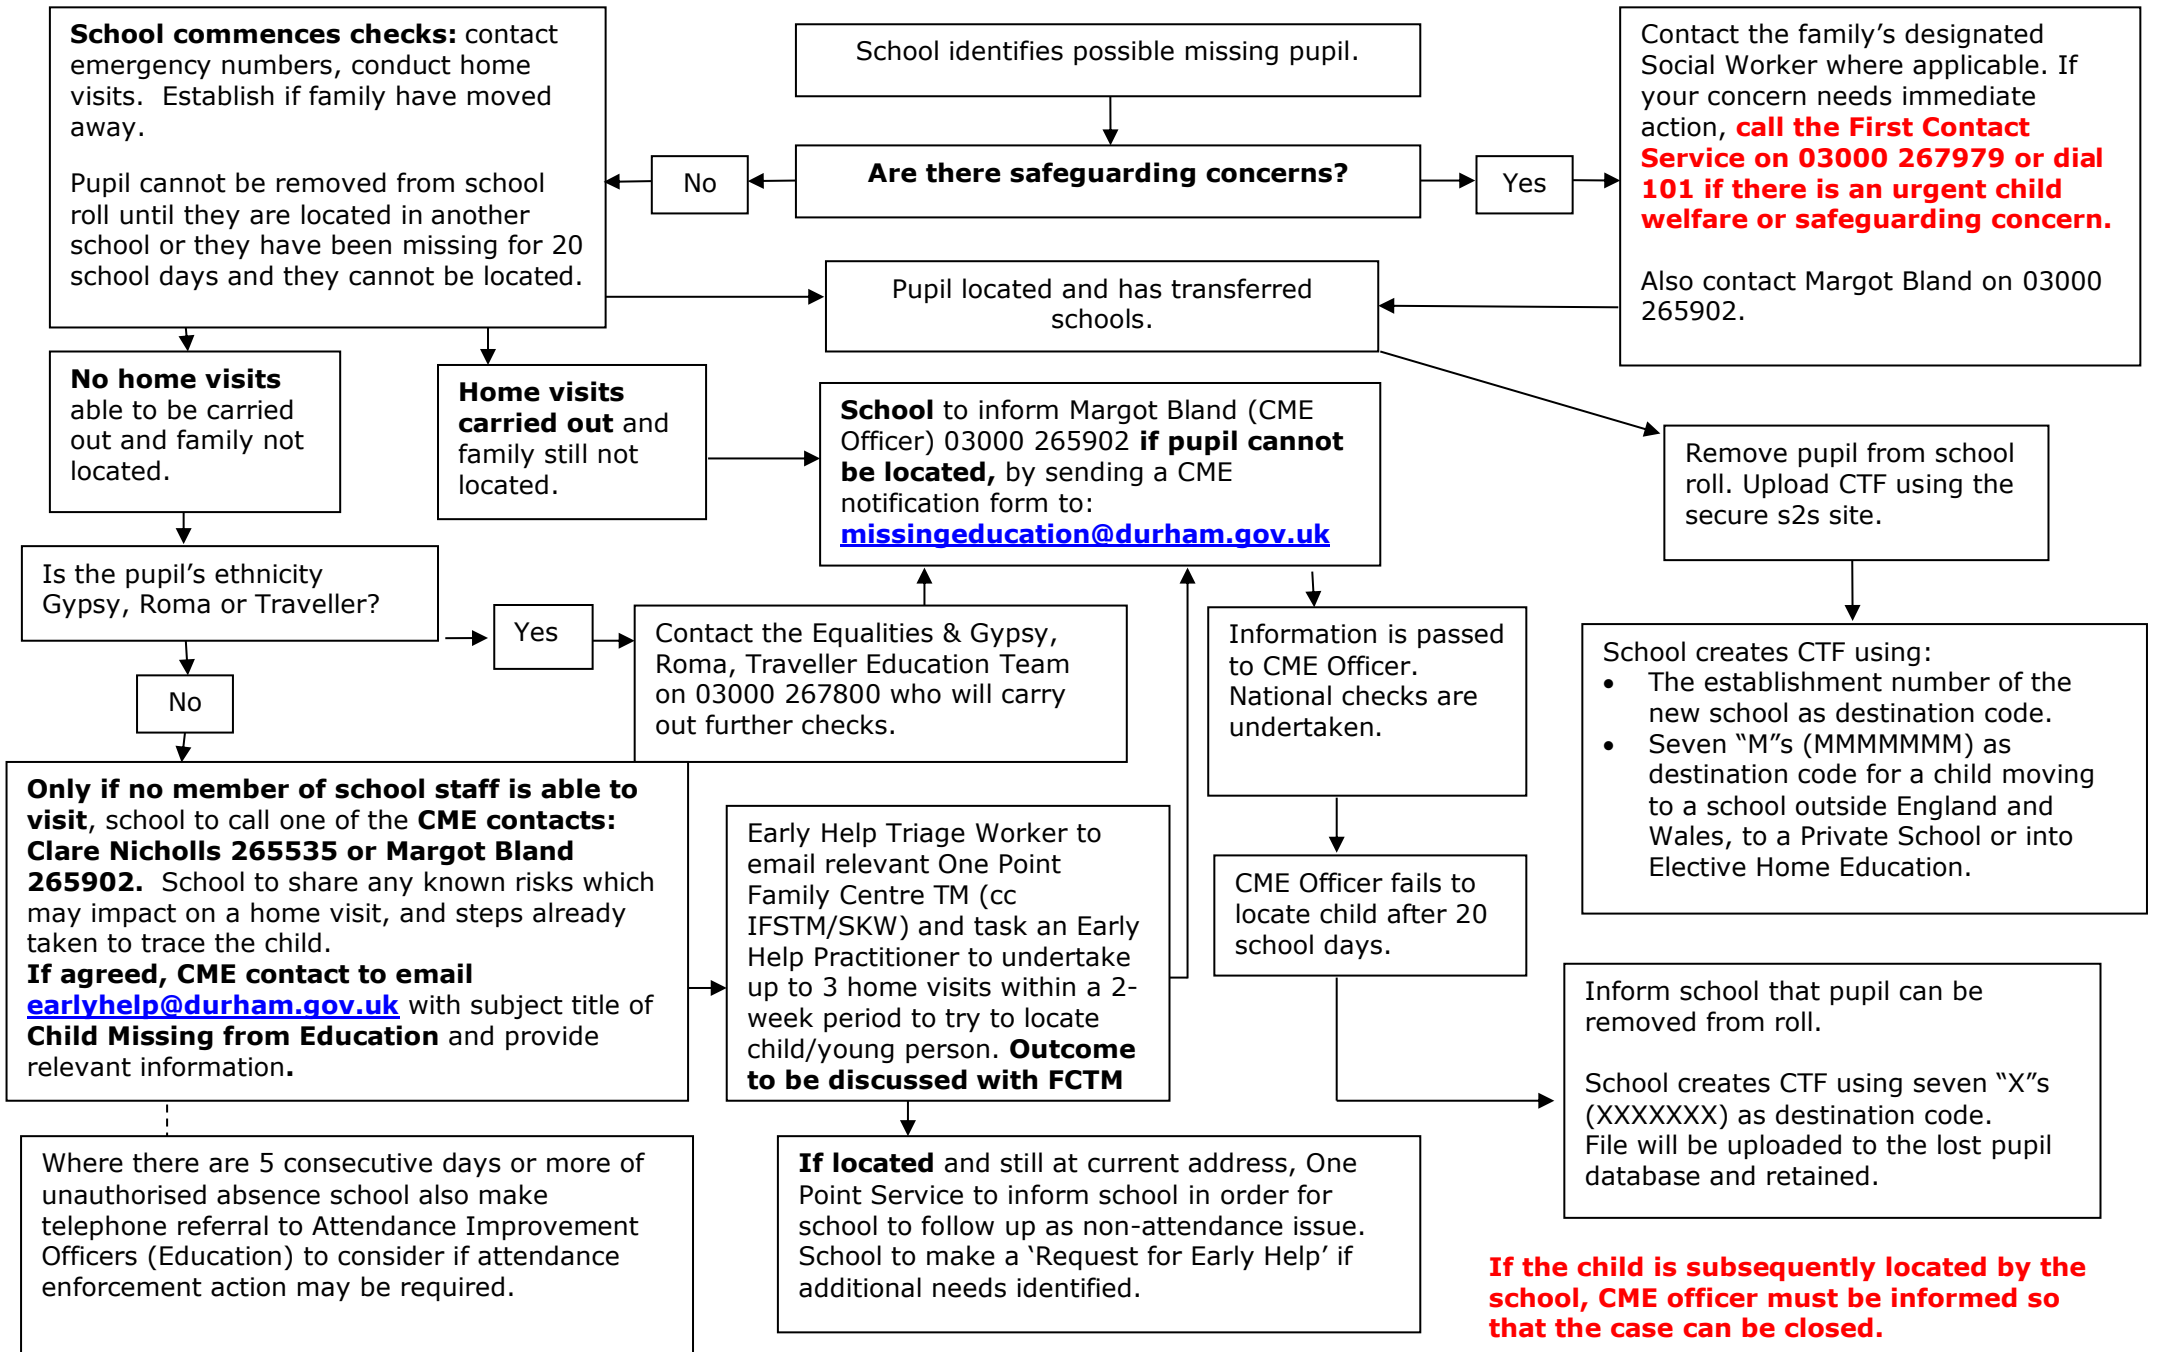 School commences checks: contact
emergency numbers, conduct home
visits.  Establish if family have moved
away.
Pupil cannot be removed from school
roll until they are located in another
school or they have been missing for 20
school days and they cannot be located.
School identifies possible missing pupil.
Are there safeguarding concerns?
No
Yes
Contact the family’s designated
Social Worker where applicable. If
your concern needs immediate
action, call the First Contact
Service on 03000 267979 or dial
101 if there is an urgent child
welfare or safeguarding concern.
Also contact Margot Bland on 03000
265902.
Pupil located and has transferred
schools.
No home visits
able to be carried
out and family not
located.
Home visits
carried out and
family still not
located.
School to inform Margot Bland (CME
Officer) 03000 265902 if pupil cannot
be located, by sending a CME
notification form to:
missingeducation@durham.gov.uk
Remove pupil from school
roll. Upload CTF using the
secure s2s site.
Is the pupil’s ethnicity
Gypsy, Roma or Traveller?
Yes
No
Contact the Equalities & Gypsy,
Roma, Traveller Education Team
on 03000 267800 who will carry
out further checks.
Information is passed
to CME Officer.
National checks are
undertaken.
School creates CTF using:
• The establishment number of the
new school as destination code.
• Seven “M”s (MMMMMMM) as
destination code for a child moving
to a school outside England and
Wales, to a Private School or into
Elective Home Education.
Only if no member of school staff is able to
visit, school to call one of the CME contacts:
Clare Nicholls 265535 or Margot Bland
265902.  School to share any known risks which
may impact on a home visit, and steps already
taken to trace the child.
If agreed, CME contact to email
earlyhelp@durham.gov.uk with subject title of
Child Missing from Education and provide
relevant information.
Early Help Triage Worker to
email relevant One Point
Family Centre TM (cc
IFSTM/SKW) and task an Early
Help Practitioner to undertake
up to 3 home visits within a 2-
week period to try to locate
child/young person. Outcome
to be discussed with FCTM
CME Officer fails to
locate child after 20
school days.
Inform school that pupil can be
removed from roll.
School creates CTF using seven “X”s
(XXXXXXX) as destination code.
File will be uploaded to the lost pupil
database and retained.
Where there are 5 consecutive days or more of
unauthorised absence school also make
telephone referral to Attendance Improvement
Officers (Education) to consider if attendance
enforcement action may be required.
If located and still at current address, One
Point Service to inform school in order for
school to follow up as non-attendance issue.
School to make a ‘Request for Early Help’ if
additional needs identified.
If the child is subsequently located by the
school, CME officer must be informed so
that the case can be closed.